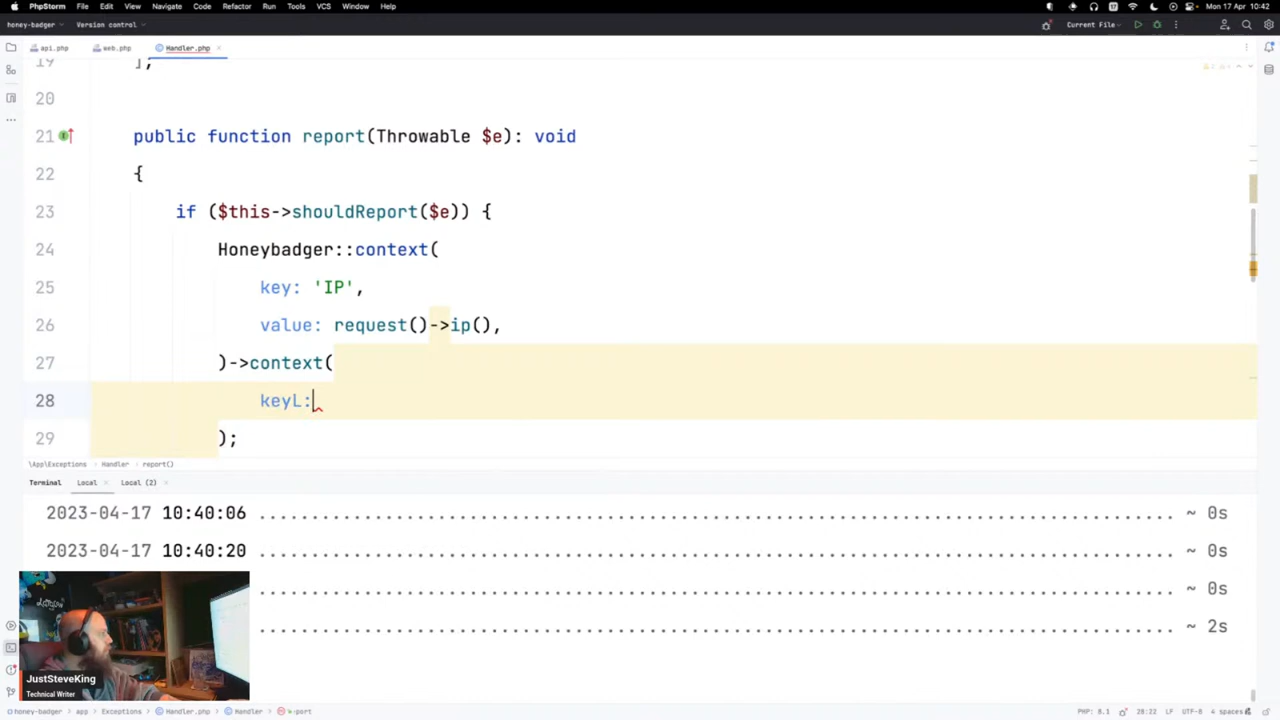 PhpStorm File Edit View Navigate Code Refactor Run Tools VCS Window Help Mon 17 Apr 10:42
honey-badger Version control Current File
api.php web.php Handler.php
19 ],
20
21 public function report(Throwable $e): void
22 {
23 if ($this->shouldReport($e)) {
24 Honeybadger::context(
25 key: 'IP',
26 value: request()->ip(),
27 )->context(
28 keyL:
29 );
\App\Exceptions Handler report()
Terminal Local Local (2)
2023-04-17 10:40:06 ........................................................................ ~ 0s
2023-04-17 10:40:20 ........................................................................ ~ 0s
........................................................................ ~ 0s
........................................................................ ~ 2s
JustSteveKing
Technical Writer
honey-badger app Exceptions Handler.php Handler report PHP: 8.1 28:22 LF UTF-8 4 spaces